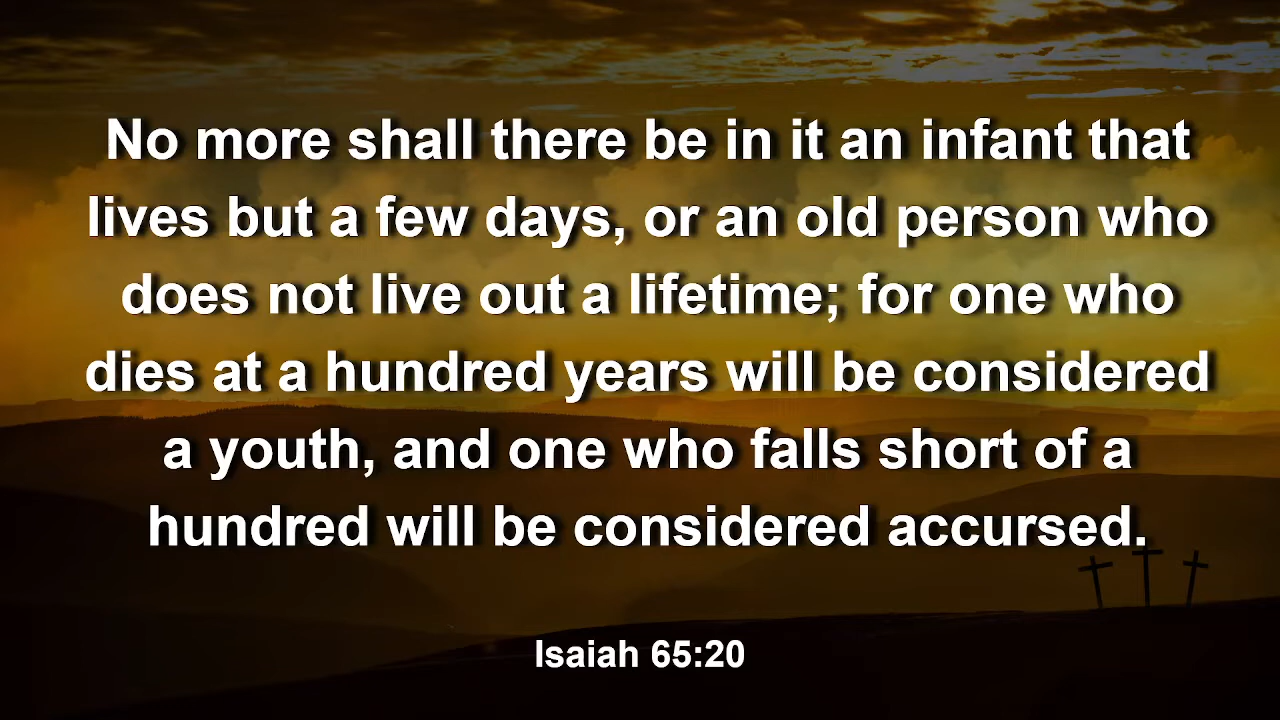 No more shall there be in it an infant that
lives but a few days, or an old person who
does not live out a lifetime; for one who
dies at a hundred years will be considered
a youth, and one who falls short of a
hundred will be considered accursed.
Isaiah 65:20